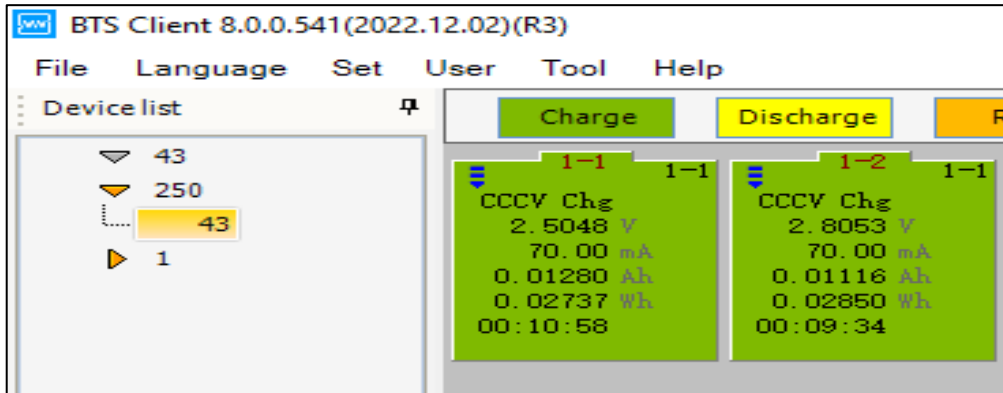 BTS Client 8.0.0.541(2022.12.02)(R3)
File Language Set User Tool Help
Device list
Charge Discharge R
43
250
43
1
1-1 1-1
CCCV Chg
2.5048 V
70.00 mA
0.01280 Ah
0.02737 Wh
00:10:58
1-2 1-1
CCCV Chg
2.8053 V
70.00 mA
0.01116 Ah
0.02850 Wh
00:09:34